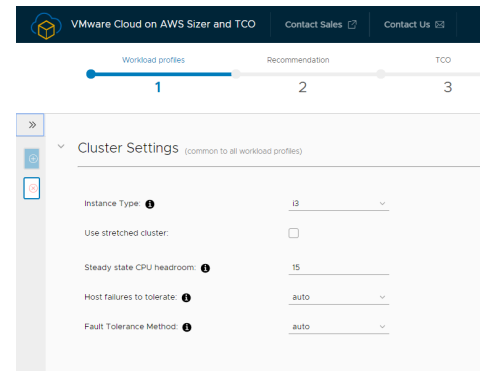 VMware Cloud on AWS Sizer and TCO Contact Sales Contact Us
Workload profiles Recommendation TCO
1 2 3
Cluster Settings (common to all workload profiles)
Instance Type: i3
Use stretched cluster:
Steady state CPU headroom: 15
Host failures to tolerate: auto
Fault Tolerance Method: auto